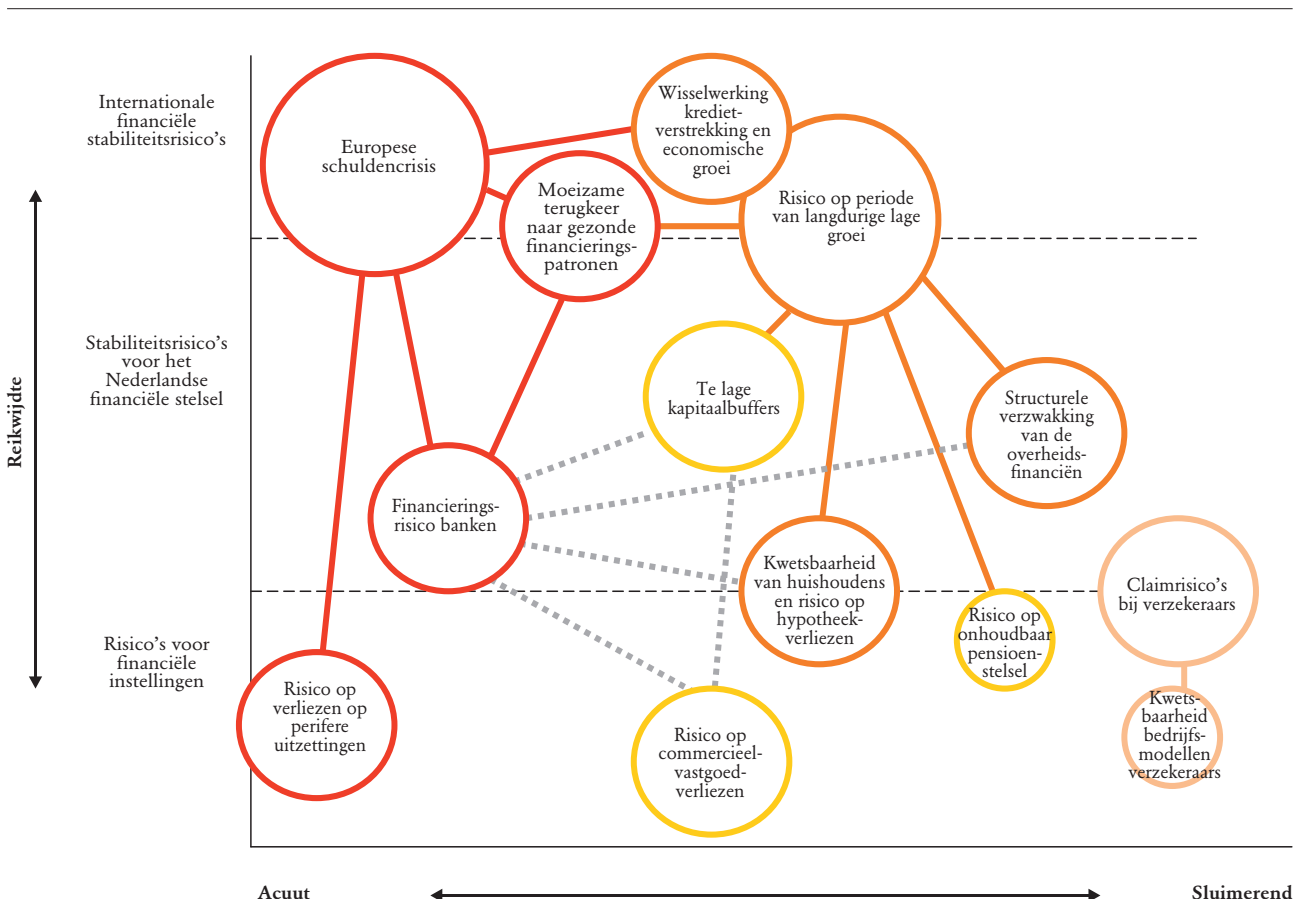 Internationale
financiële
stabiliteitsrisico's
Europese
schuldencrisis
Wisselwerking
krediet-
verstrekking en
economische
groei
Moeizame
terugkeer
naar gezonde
financierings-
patronen
Risico op periode
van langdurige lage
groei
Reikwijdte
Stabiliteitsrisico's
voor het
Nederlandse
financiële stelsel
Te lage
kapitaalbuffers
Structurele
verzwakking
van de
overheids-
financiën
Financierings-
risico banken
Kwetsbaarheid
van huishoudens
en risico op
hypotheek-
verliezen
Risico op
onhoudbaar
pensioen-
stelsel
Claimrisico's
bij verzekeraars
Risico's voor
financiële
instellingen
Risico op
verliezen op
perifere
uitzettingen
Risico op
commercieel-
vastgoed-
verliezen
Kwets-
baarheid
bedrijfs-
modellen
verzekeraars
Acuut
Sluimerend